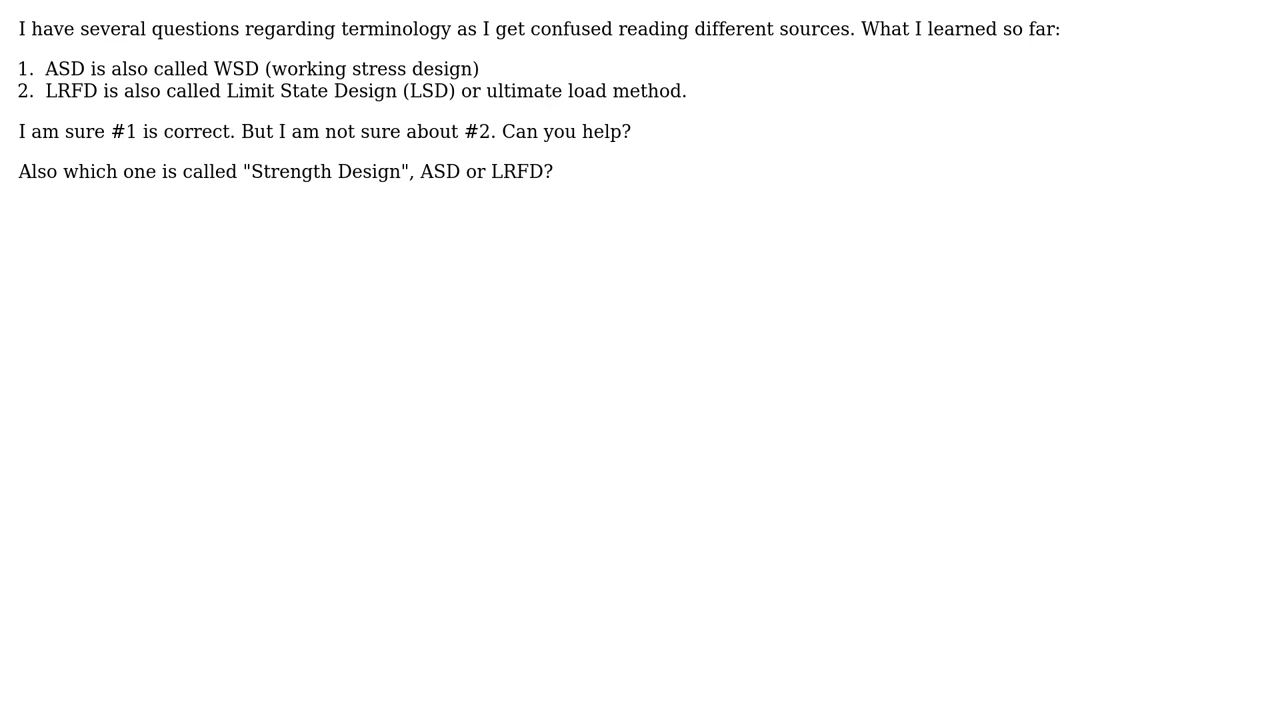 I have several questions regarding terminology as I get confused reading different sources. What I learned so far:
1. ASD is also called WSD (working stress design)
2. LRFD is also called Limit State Design (LSD) or ultimate load method.
I am sure #1 is correct. But I am not sure about #2. Can you help?
Also which one is called "Strength Design", ASD or LRFD?